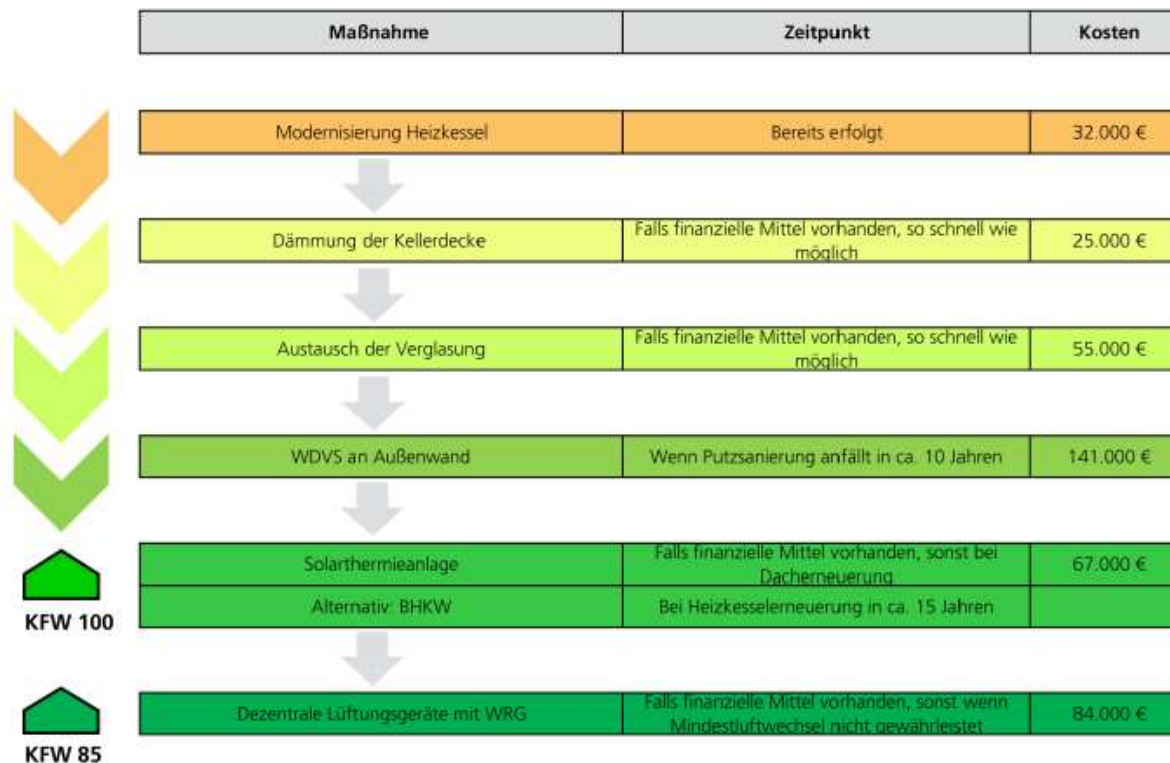 Maßnahme Zeitpunkt Kosten
Modernisierung Heizkessel Bereits erfolgt 32.000 €
Dämmung der Kellerdecke Falls finanzielle Mittel vorhanden, so schnell wie möglich 25.000 €
Austausch der Verglasung Falls finanzielle Mittel vorhanden, so schnell wie möglich 55.000 €
WDVS an Außenwand Wenn Putzsanierung anfällt in ca. 10 Jahren 141.000 €
Solarthermieanlage Falls finanzielle Mittel vorhanden, sonst bei Dacherneuerung 67.000 €
Alternativ: BHKW Bei Heizkesselerneuerung in ca. 15 Jahren
KFW 100
Dezentrale Lüftungsgeräte mit WRG Falls finanzielle Mittel vorhanden, sonst wenn Mindestluftwechsel nicht gewährleistet 84.000 €
KFW 85